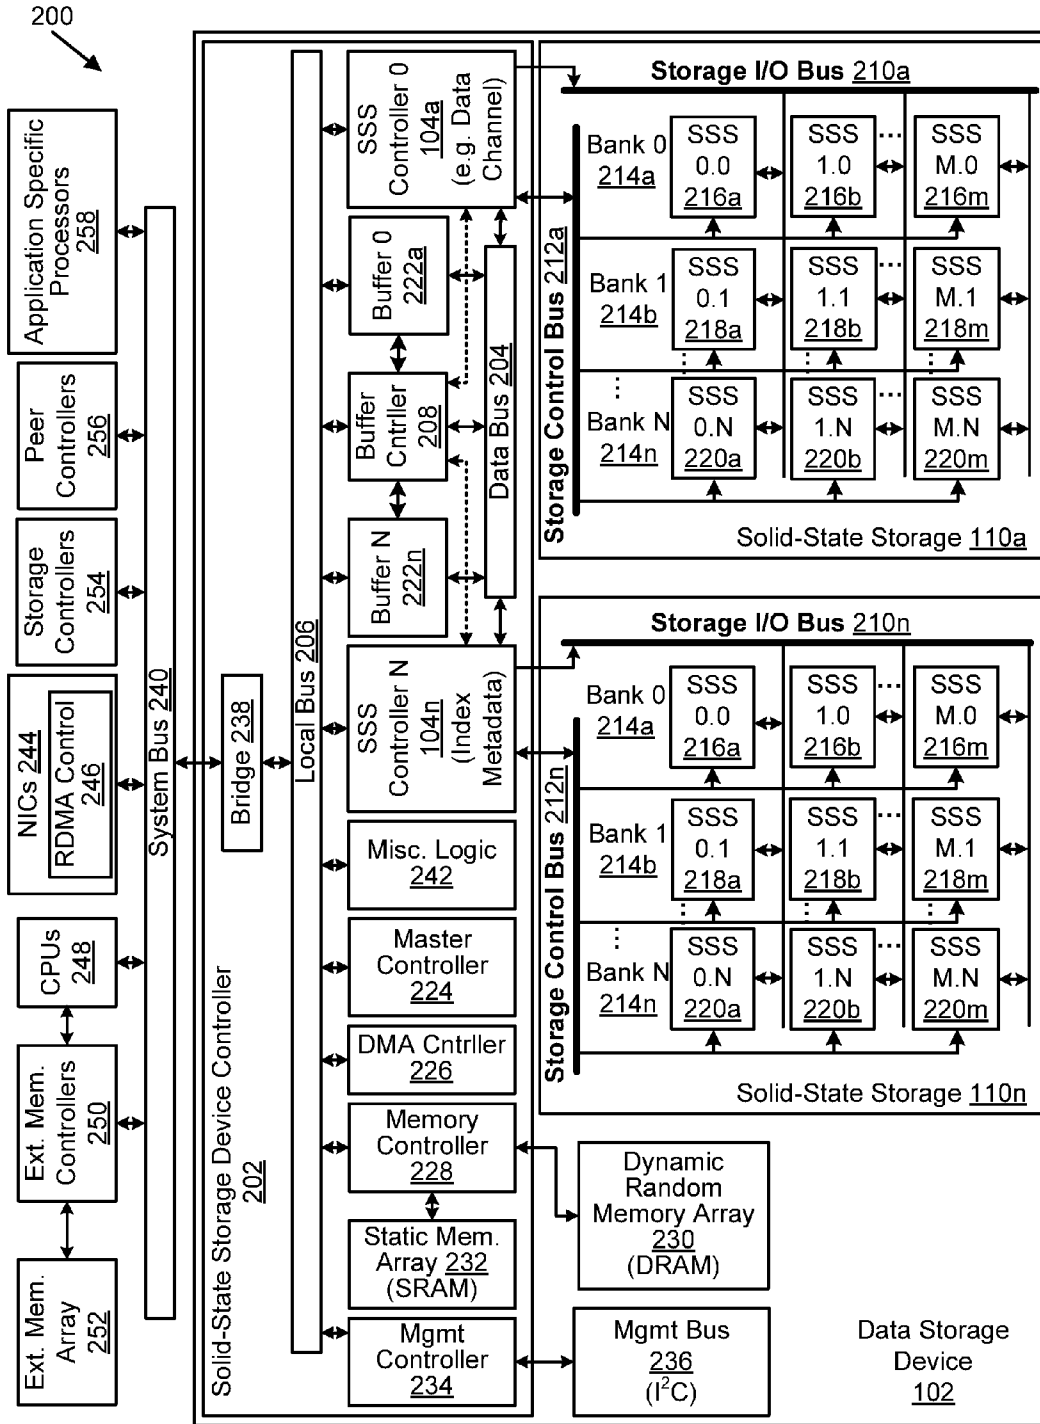 200
Application Specific
Processors
258
Peer
Controllers
256
Storage
Controllers
254
NICs 244
RDMA Control
246
CPUs
248
Ext. Mem.
Controllers
250
Ext. Mem.
Array
252
System Bus 240
Bridge 238
Solid-State Storage Device Controller
202
Local Bus 206
SSS
Controller 0
104a
(e.g. Data
Channel)
Buffer 0
222a
Buffer
Cntrller
208
Buffer N
222n
Data Bus 204
SSS
Controller N
104n
(Index
Metadata)
Misc. Logic
242
Master
Controller
224
DMA Cntrller
226
Memory
Controller
228
Static Mem.
Array 232
(SRAM)
Mgmt
Controller
234
Storage I/O Bus 210a
Storage Control Bus 212a
Bank 0
214a
SSS
0.0
216a
SSS
1.0
216b
...
SSS
M.0
216m
Bank 1
214b
SSS
0.1
218a
SSS
1.1
218b
...
SSS
M.1
218m
Bank N
214n
SSS
0.N
220a
SSS
1.N
220b
...
SSS
M.N
220m
Solid-State Storage 110a
Storage I/O Bus 210n
Storage Control Bus 212n
Bank 0
214a
SSS
0.0
216a
SSS
1.0
216b
...
SSS
M.0
216m
Bank 1
214b
SSS
0.1
218a
SSS
1.1
218b
...
SSS
M.1
218m
Bank N
214n
SSS
0.N
220a
SSS
1.N
220b
...
SSS
M.N
220m
Solid-State Storage 110n
Dynamic
Random
Memory Array
230
(DRAM)
Mgmt Bus
236
(I²C)
Data Storage
Device
102